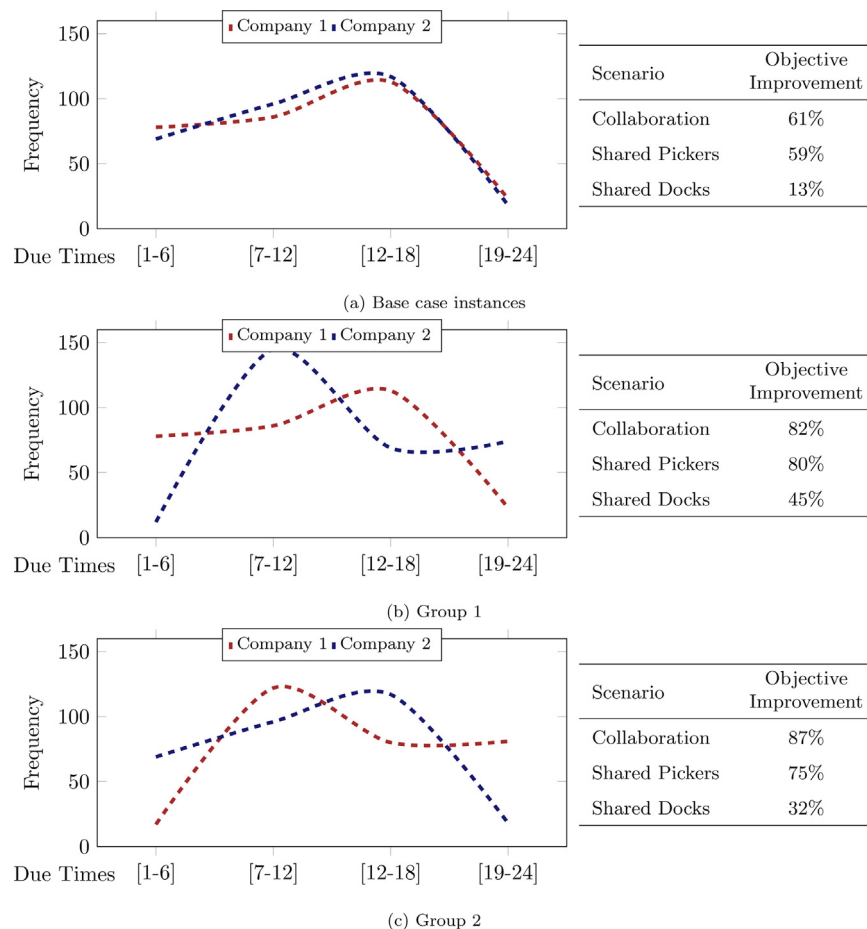 Company 1 Company 2
150
100
50
0
Frequency
Due Times [1-6] [7-12] [12-18] [19-24]
Scenario Objective Improvement
Collaboration 61%
Shared Pickers 59%
Shared Docks 13%
(a) Base case instances
Company 1 Company 2
150
100
50
0
Frequency
Due Times [1-6] [7-12] [12-18] [19-24]
Scenario Objective Improvement
Collaboration 82%
Shared Pickers 80%
Shared Docks 45%
(b) Group 1
Company 1 Company 2
150
100
50
0
Frequency
Due Times [1-6] [7-12] [12-18] [19-24]
Scenario Objective Improvement
Collaboration 87%
Shared Pickers 75%
Shared Docks 32%
(c) Group 2